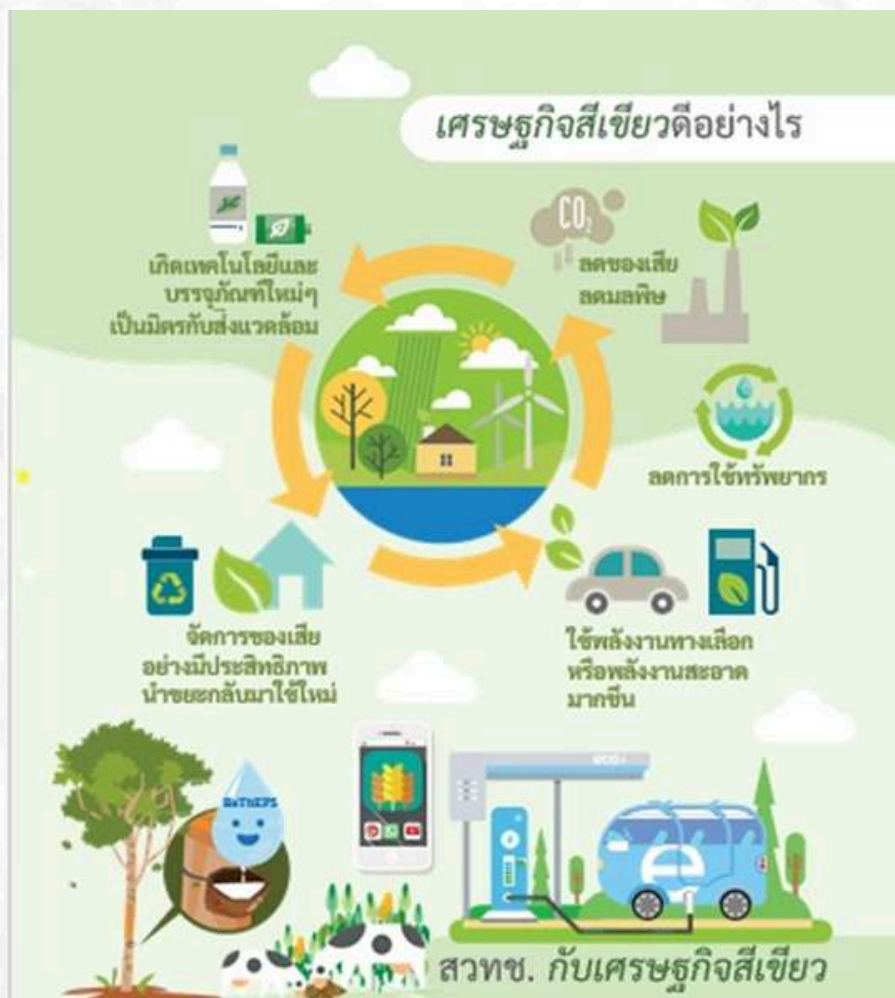 เศรษฐกิจสีเขียวดีอย่างไร
CO₂
ลดของเสีย
ลดมลพิษ
เกิดเทคโนโลยีและ
บรรจุภัณฑ์ใหม่ๆ
เป็นมิตรกับสิ่งแวดล้อม
ลดการใช้ทรัพยากร
จัดการของเสีย
อย่างมีประสิทธิภาพ
นำขยะกลับมาใช้ใหม่
ใช้พลังงานทางเลือก
หรือพลังงานสะอาด
มากขึ้น
BeThEPS
e
สวทช. กับเศรษฐกิจสีเขียว